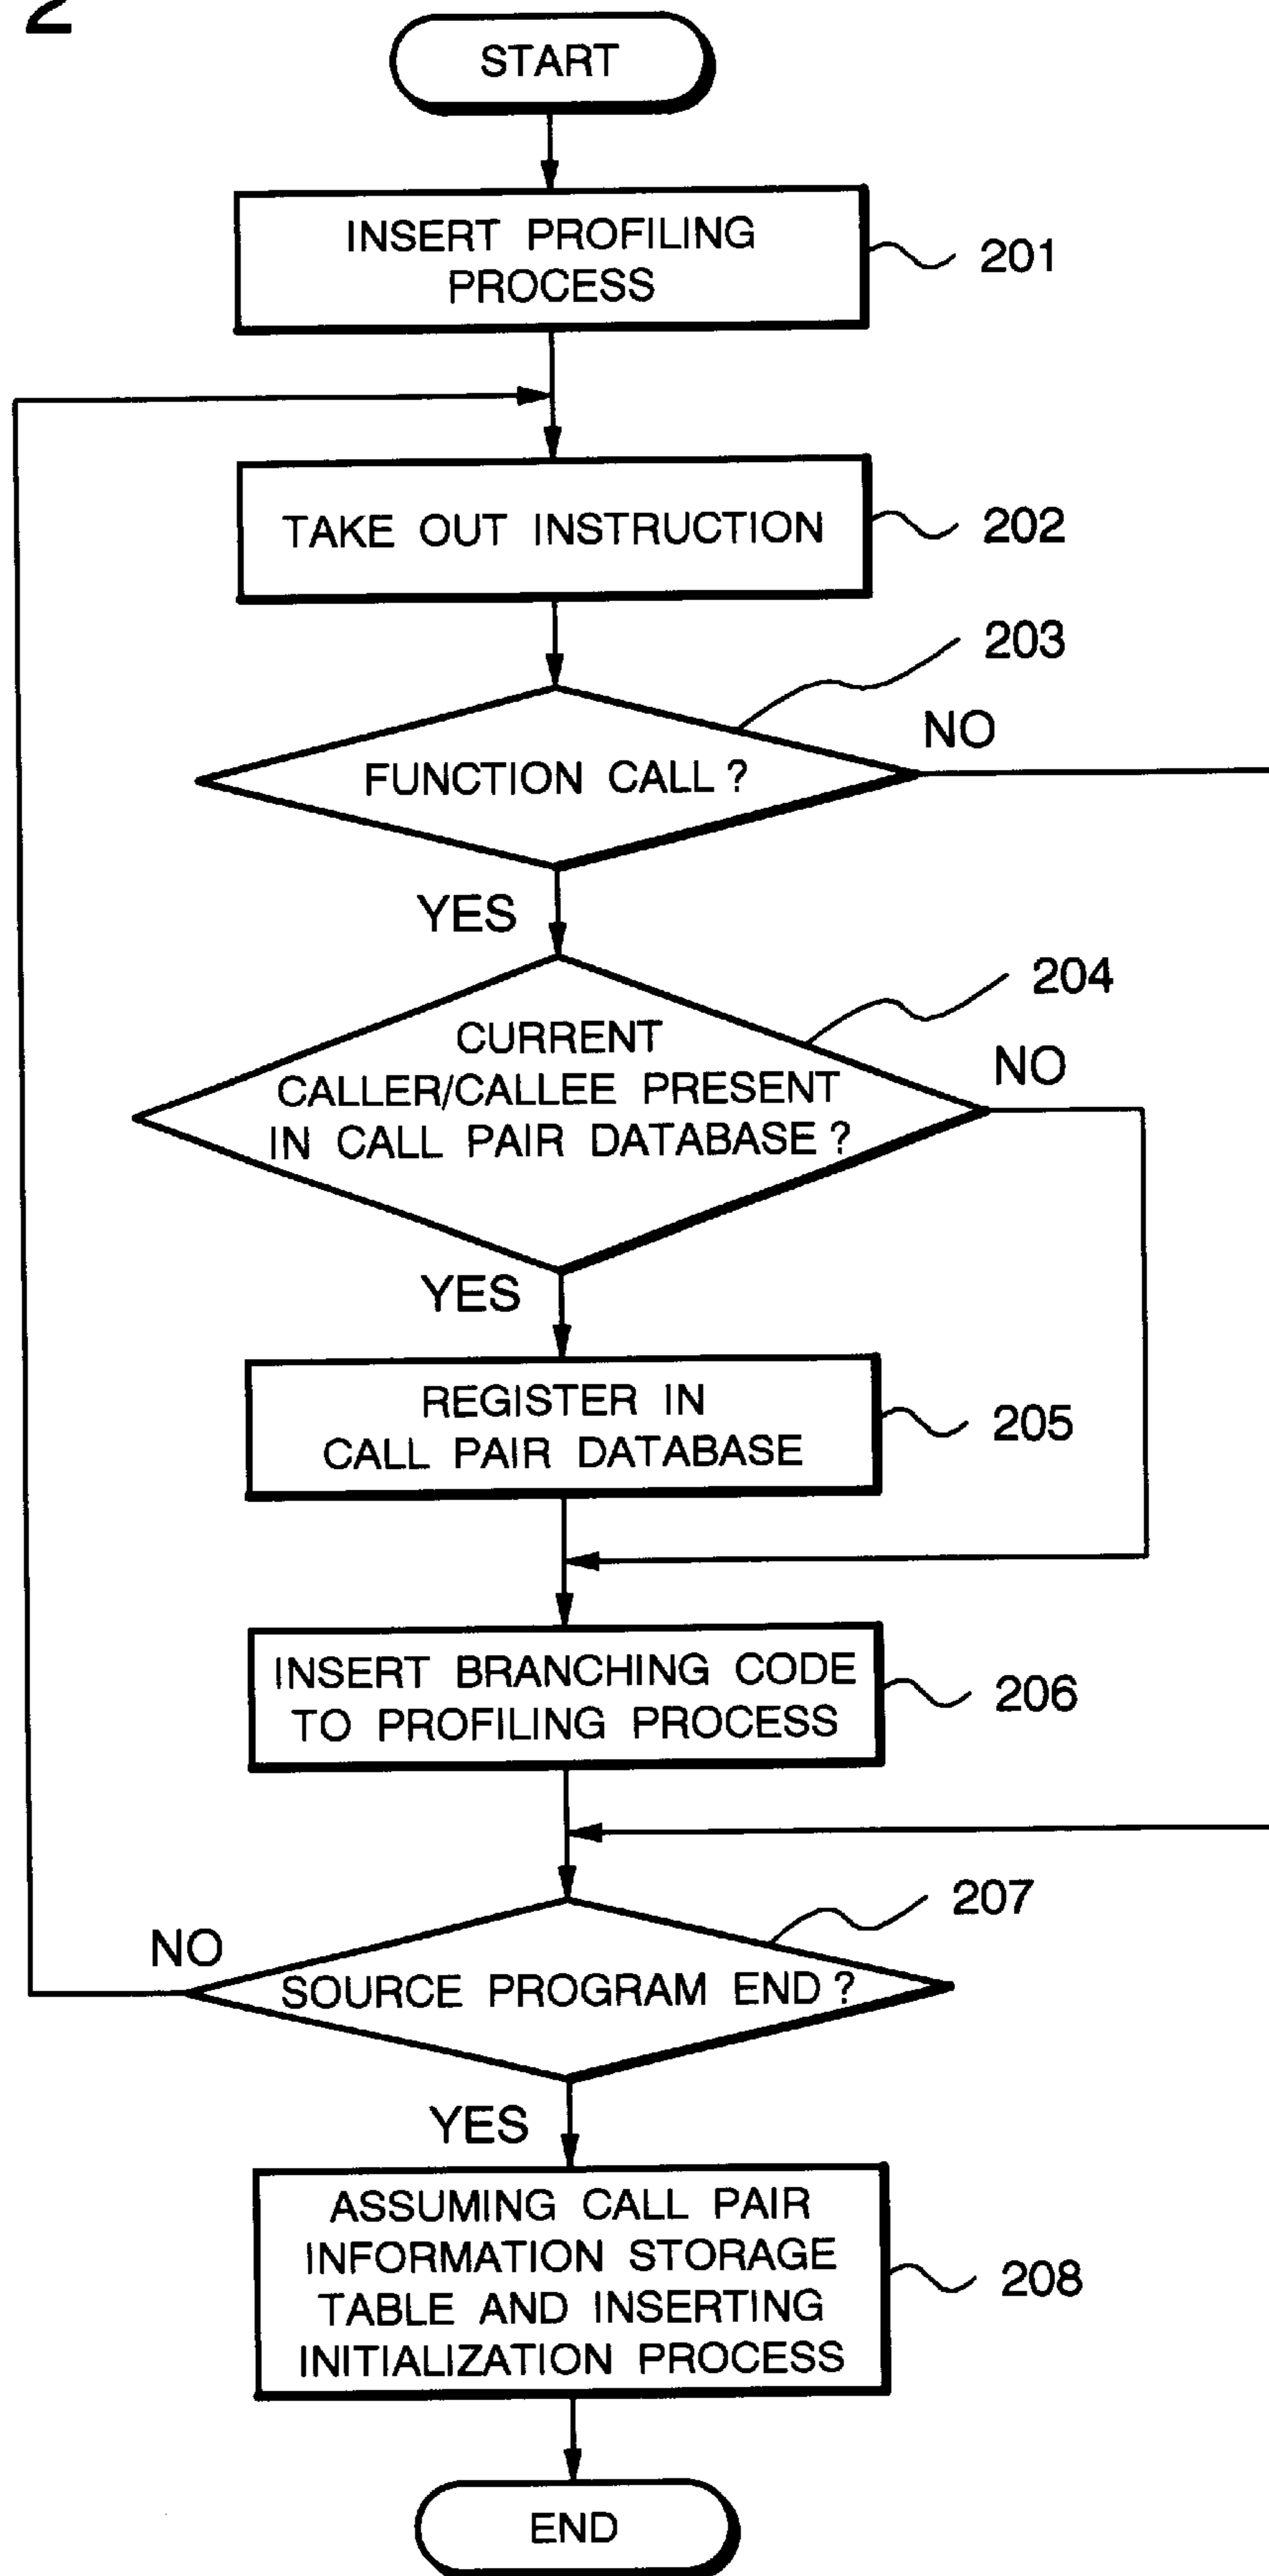 2
START
INSERT PROFILING
PROCESS
201
TAKE OUT INSTRUCTION
202
203
NO
FUNCTION CALL ?
YES
204
CURRENT
CALLER/CALLEE PRESENT
IN CALL PAIR DATABASE ?
NO
YES
REGISTER IN
CALL PAIR DATABASE
205
INSERT BRANCHING CODE
TO PROFILING PROCESS
206
207
NO
SOURCE PROGRAM END ?
YES
ASSUMING CALL PAIR
INFORMATION STORAGE
TABLE AND INSERTING
INITIALIZATION PROCESS
208
END